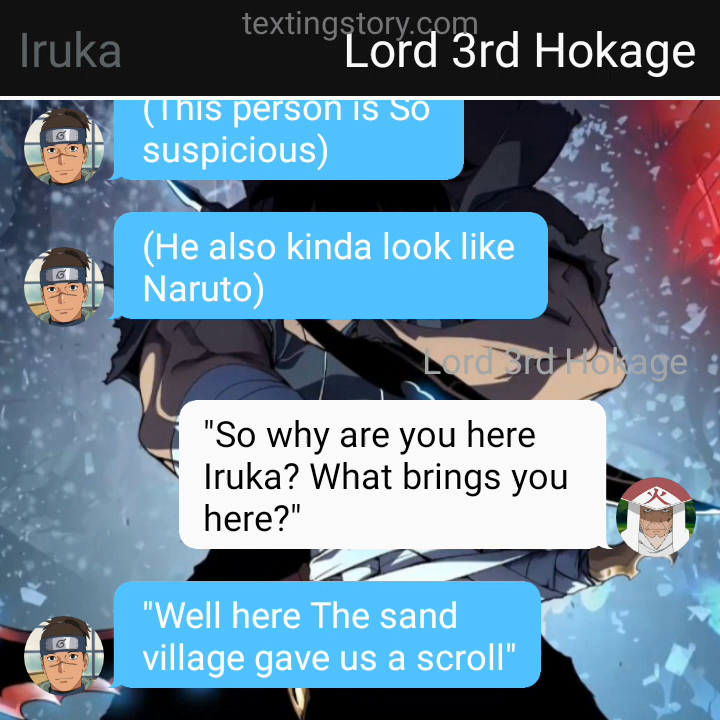 textingstory.com
Iruka
Lord 3rd Hokage
(This person is So
suspicious)
(He also kinda look like
Naruto)
Lord 3rd Hokage
"So why are you here
Iruka? What brings you
here?"
火
"Well here The sand
village gave us a scroll"